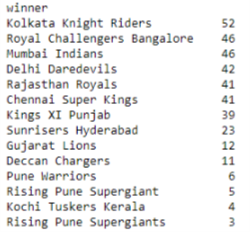 winner
Kolkata Knight Riders 52
Royal Challengers Bangalore 46
Mumbai Indians 46
Delhi Daredevils 42
Rajasthan Royals 41
Chennai Super Kings 41
Kings XI Punjab 39
Sunrisers Hyderabad 23
Gujarat Lions 12
Deccan Chargers 11
Pune Warriors 6
Rising Pune Supergiant 5
Kochi Tuskers Kerala 4
Rising Pune Supergiants 3